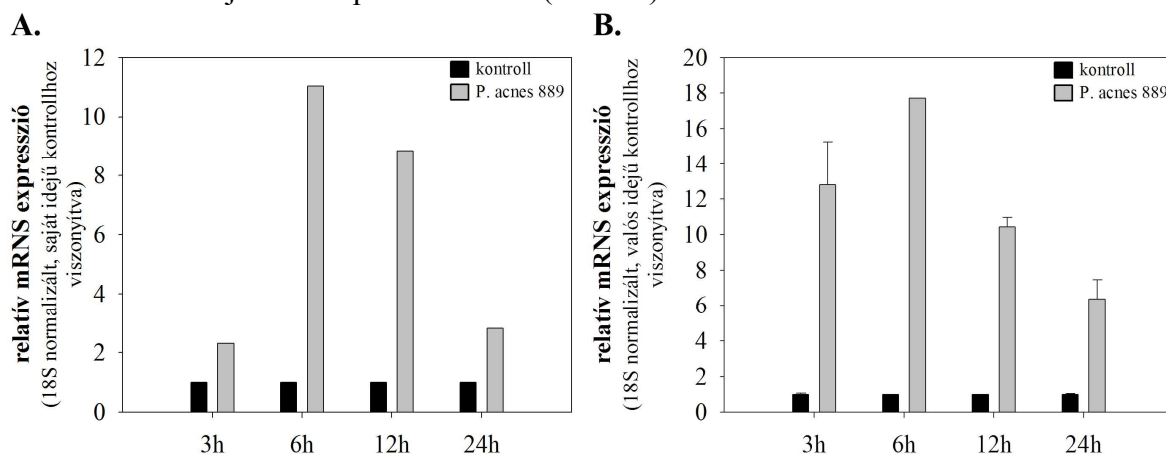 A.
relatív mRNS expresszió
(18S normalizált, saját idejű kontrollhoz
viszonyítva)
12
10
8
6
4
2
0
kontroll
P. acnes 889
3h
6h
12h
24h
B.
relatív mRNS expresszió
(18S normalizált, valós idejű kontrollhoz
viszonyítva)
20
18
16
14
12
10
8
6
4
2
0
kontroll
P. acnes 889
3h
6h
12h
24h